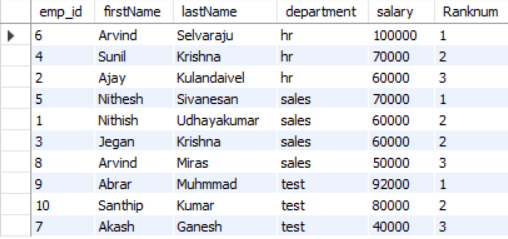 emp_id firstName lastName department salary Ranknum
6 Arvind Selvaraju hr 100000 1
4 Sunil Krishna hr 70000 2
2 Ajay Kulandaivel hr 60000 3
5 Nithesh Sivanesan sales 70000 1
1 Nithish Udhayakumar sales 60000 2
3 Jegan Krishna sales 60000 2
8 Arvind Miras sales 50000 3
9 Abrar Muhmmad test 92000 1
10 Santhip Kumar test 80000 2
7 Akash Ganesh test 40000 3